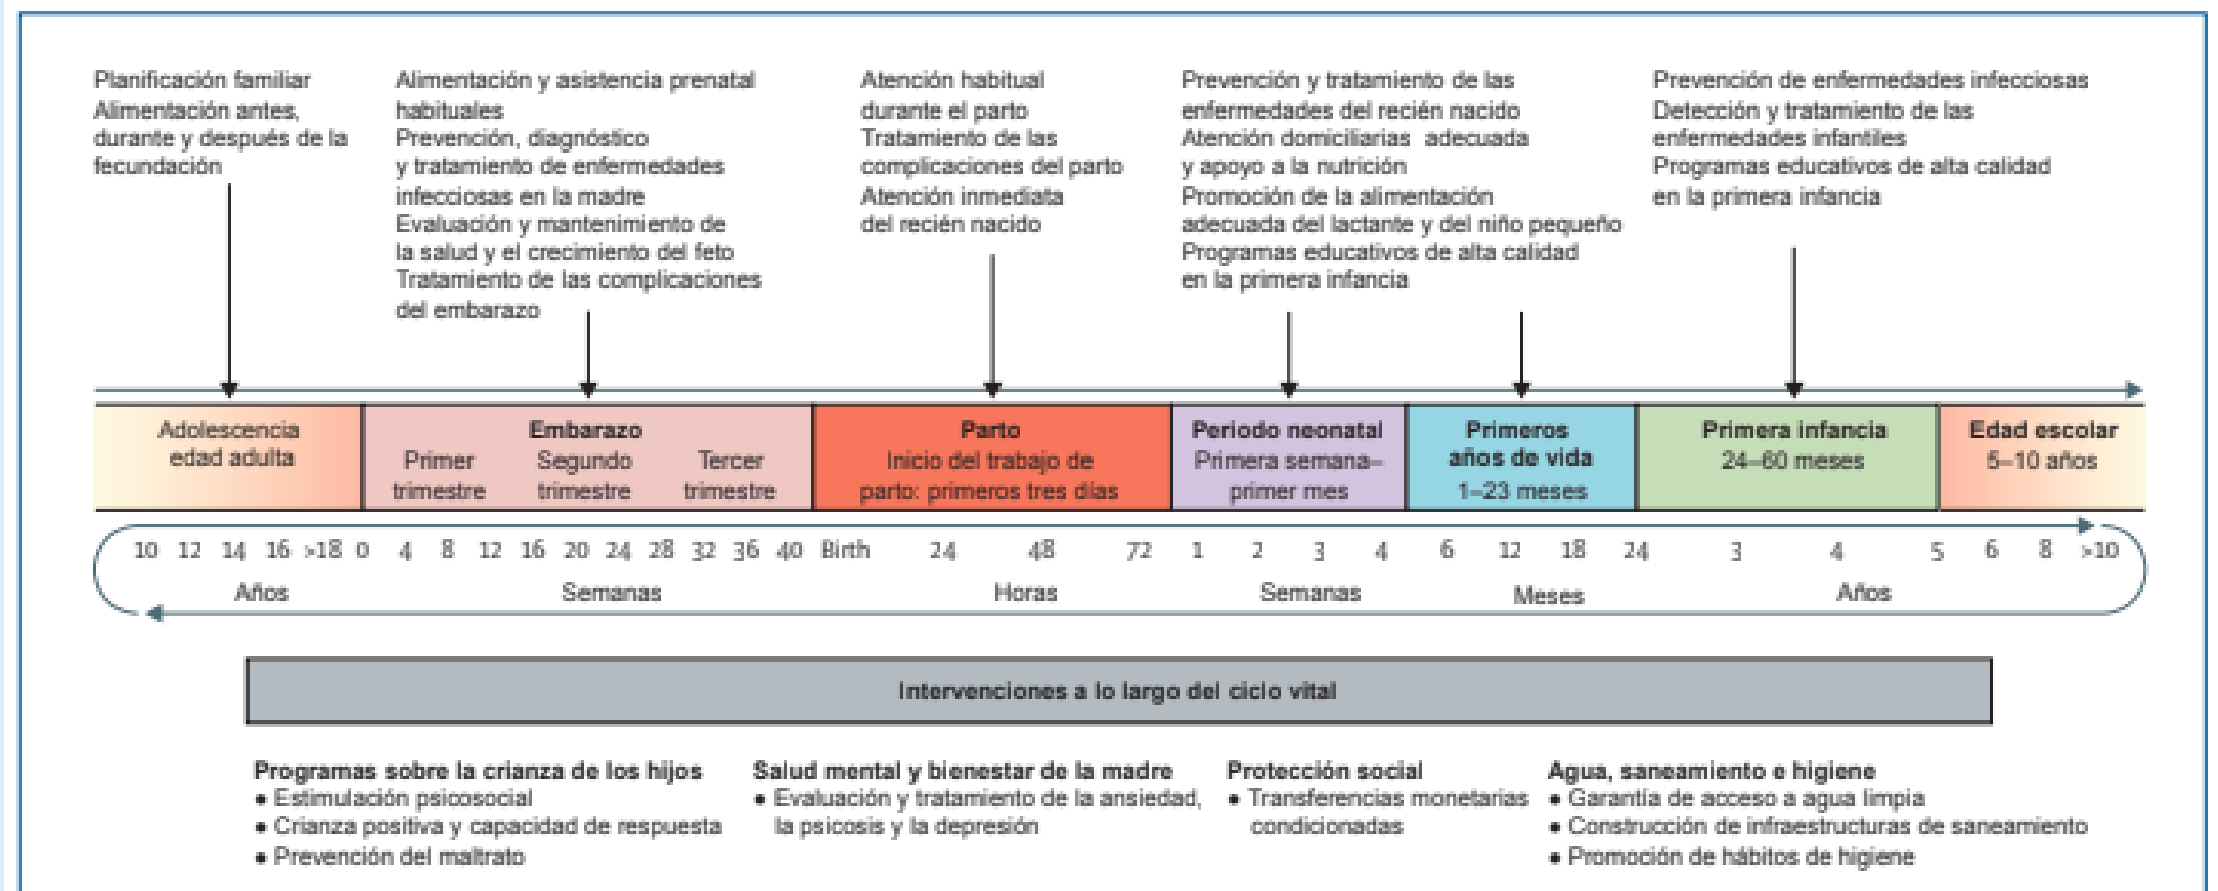 Planificación familiar
Alimentación antes,
durante y después de la
fecundación
Alimentación y asistencia prenatal
habituales
Prevención, diagnóstico
y tratamiento de enfermedades
infecciosas en la madre
Evaluación y mantenimiento de
la salud y el crecimiento del feto
Tratamiento de las complicaciones
del embarazo
Atención habitual
durante el parto
Tratamiento de las
complicaciones del parto
Atención inmediata
del recién nacido
Prevención y tratamiento de las
enfermedades del recién nacido
Atención domiciliarias adecuada
y apoyo a la nutrición
Promoción de la alimentación
adecuada del lactante y del niño pequeño
Programas educativos de alta calidad
en la primera infancia
Prevención de enfermedades infecciosas
Detección y tratamiento de las
enfermedades infantiles
Programas educativos de alta calidad
en la primera infancia
Adolescencia
edad adulta
Embarazo
Primer
trimestre
Segundo
trimestre
Tercer
trimestre
Parto
Inicio del trabajo de
parto: primeros tres días
Periodo neonatal
Primera semana–
primer mes
Primeros
años de vida
1–23 meses
Primera infancia
24–60 meses
Edad escolar
5–10 años
10 12 14 16 >18 0 4 8 12 16 20 24 28 32 36 40 Birth 24 48 72 1 2 3 4 6 12 18 24 3 4 5 6 8 >10
Años Semanas Horas Semanas Meses Años
Intervenciones a lo largo del ciclo vital
Programas sobre la crianza de los hijos
• Estimulación psicosocial
• Crianza positiva y capacidad de respuesta
• Prevención del maltrato
Salud mental y bienestar de la madre
• Evaluación y tratamiento de la ansiedad,
la psicosis y la depresión
Protección social
• Transferencias monetarias
condicionadas
Agua, saneamiento e higiene
• Garantía de acceso a agua limpia
• Construcción de infraestructuras de saneamiento
• Promoción de hábitos de higiene